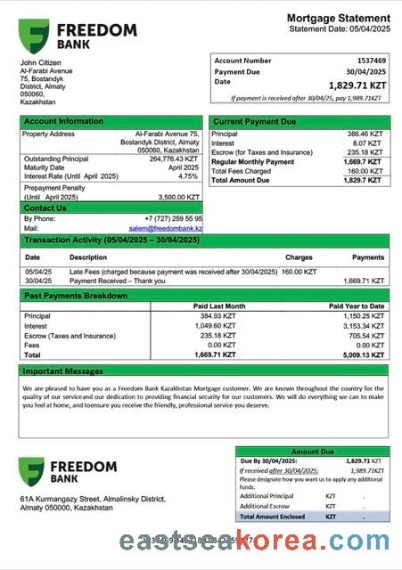 FREEDOM
BANK
Mortgage Statement
Statement Date: 05/04/2025
John Citizen
Al-Farabi Avenue
75, Bostandyk
District, Almaty
050060,
Kazakhstan
Account Number 1537469
Payment Due 30/04/2025
Date
1,829.71 KZT
If payment is received after 30/04/25, pay 1,989.71KZT
Account Information
Property Address Al-Farabi Avenue 75,
Bostandyk District, Almaty
050060, Kazakhstan
Outstanding Principal 264,776.43 KZT
Maturity Date April 2025
Interest Rate (Until April 2025) 4.75%
Prepayment Penalty
(Until April 2025) 3,500.00 KZT
Contact Us
By Phone: +7 (727) 259 55 95
Mail: salem@freedombank.kz
Current Payment Due
Principal 386.46 KZT
Interest 8.07 KZT
Escrow (for Taxes and Insurance) 235.18 KZT
Regular Monthly Payment 1,669.7 KZT
Total Fees Charged 160.00 KZT
Total Amount Due 1,829.7 KZT
Transaction Activity (05/04/2025 – 30/04/2025)
Date Description Charges Payments
05/04/25 Late Fees (charged because payment was received after 30/04/2025) 160.00 KZT
30/04/25 Payment Received – Thank you 1,669.71 KZT
Past Payments Breakdown
Paid Last Month Paid Year to Date
Principal 384.93 KZT 1,150.25 KZT
Interest 1,049.60 KZT 3,153.34 KZT
Escrow (Taxes and Insurance) 235.18 KZT 705.54 KZT
Fees 0.00 KZT 0.00 KZT
Total 1,669.71 KZT 5,009.13 KZT
Important Messages
We are pleased to have you as a Freedom Bank Kazakhstan Mortgage customer. We are known throughout the country for the
quality of our service and our dedication to providing financial security for our customers. We will do everything we can to make
you feel at home, and toensure you receive the friendly, professional service you deserve.
FREEDOM
BANK
61A Kurmangazy Street, Almalinsky District,
Almaty 050000, Kazakhstan
Amount Due
Due By 30/04/2025: 1,829.71 KZT
If received after 30/04/2025: 1,989.71KZT
Please designate how you want us to apply any additional
funds.
Additional Principal KZT -
Additional Escrow KZT -
Total Amount Enclosed KZT -
eastseakorea.com